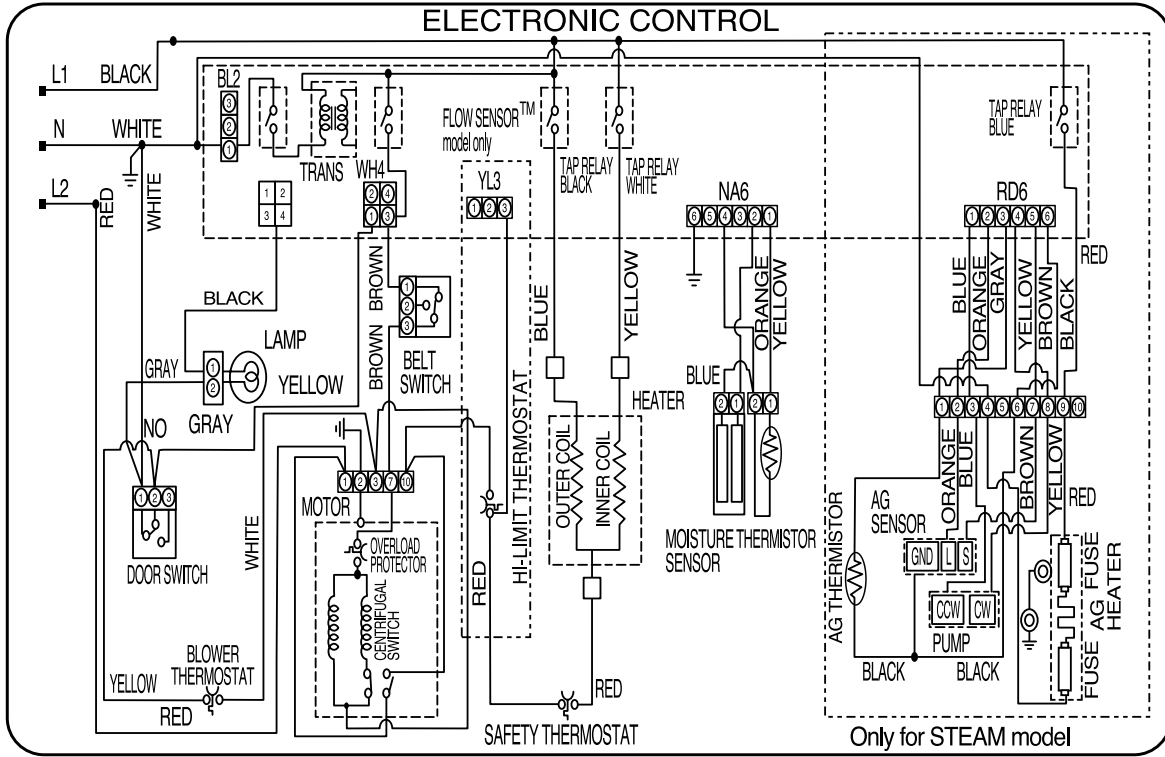 ELECTRONIC CONTROL
L1 BLACK
N WHITE
L2
RED
WHITE
BL2
3
2
1
TRANS
WH4
2 4
1 3
1 2
3 4
FLOW SENSOR™
model only
YL3
1 2 3
TAP RELAY
BLACK
TAP RELAY
WHITE
TAP RELAY
BLUE
NA6
6 5 4 3 2 1
RD6
1 2 3 4 5 6
RED
BLACK
BROWN
BROWN
1
2
3
BELT
SWITCH
BLUE
YELLOW
ORANGE
YELLOW
BLUE
ORANGE
GRAY
YELLOW
BROWN
BLACK
LAMP
GRAY
1
2
YELLOW
GRAY
NO
1 2 3
DOOR SWITCH
WHITE
MOTOR
1 2 3 7 10
OVERLOAD
PROTECTOR
CENTRIFUGAL
SWITCH
RED
HI-LIMIT THERMOSTAT
HEATER
OUTER COIL
INNER COIL
BLUE
2 1 2 1
MOISTURE THERMISTOR
SENSOR
1 2 3 4 5 6 7 8 9 10
ORANGE
BLUE
BROWN
YELLOW
RED
AG
SENSOR
GND L S
CCW CW
PUMP
AG THERMISTOR
BLACK
BLACK
FUSE
AG
HEATER
FUSE
BLOWER
THERMOSTAT
YELLOW
RED
RED
SAFETY THERMOSTAT
Only for STEAM model